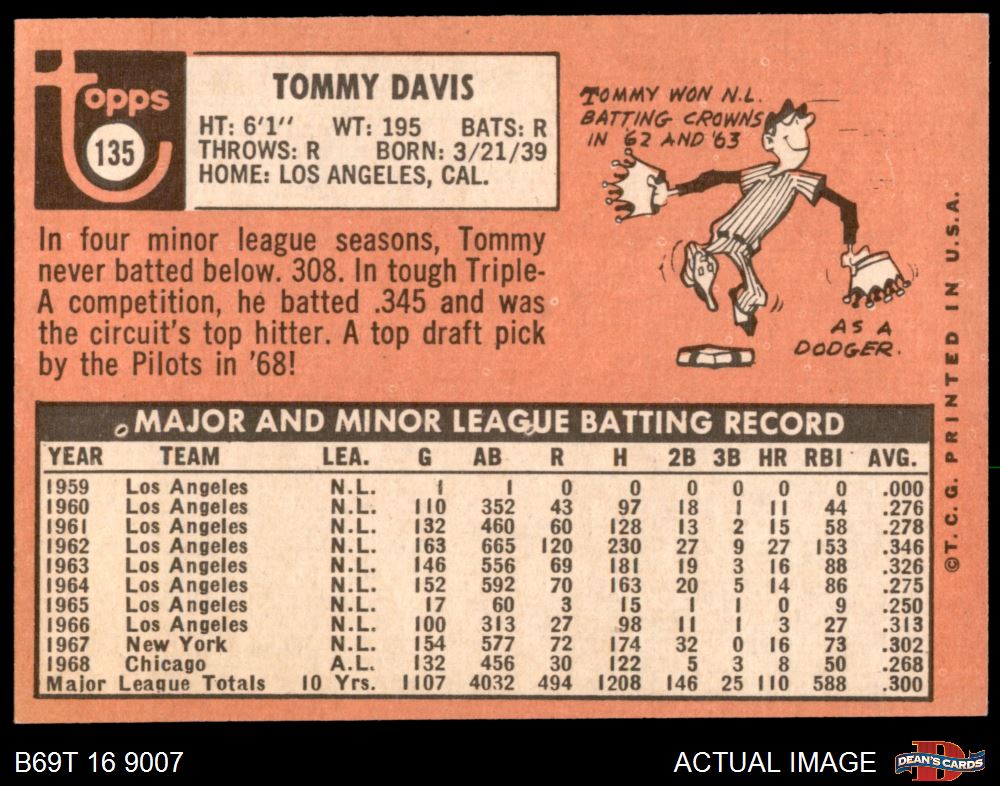 topps
135
TOMMY DAVIS
HT: 6'1'' WT: 195 BATS: R
THROWS: R BORN: 3/21/39
HOME: LOS ANGELES, CAL.
TOMMY WON N.L.
BATTING CROWNS
IN '62 AND '63
AS A
DODGER.
In four minor league seasons, Tommy
never batted below. 308. In tough Triple-
A competition, he batted .345 and was
the circuit's top hitter. A top draft pick
by the Pilots in '68!
MAJOR AND MINOR LEAGUE BATTING RECORD
YEAR TEAM LEA. G AB R H 2B 3B HR RBI AVG.
1959 Los Angeles N.L. 1 1 0 0 0 0 0 0 .000
1960 Los Angeles N.L. 110 352 43 97 18 1 11 44 .276
1961 Los Angeles N.L. 132 460 60 128 13 2 15 58 .278
1962 Los Angeles N.L. 163 665 120 230 27 9 27 153 .346
1963 Los Angeles N.L. 146 556 69 181 19 3 16 88 .326
1964 Los Angeles N.L. 152 592 70 163 20 5 14 86 .275
1965 Los Angeles N.L. 17 60 3 15 1 1 0 9 .250
1966 Los Angeles N.L. 100 313 27 98 11 1 3 27 .313
1967 New York N.L. 154 577 72 174 32 0 16 73 .302
1968 Chicago A.L. 132 456 30 122 5 3 8 50 .268
Major League Totals 10 Yrs. 1107 4032 494 1208 146 25 110 588 .300
©T. C. G. PRINTED IN U.S.A.
B69T 16 9007
ACTUAL IMAGE
D
DEAN'S CARDS